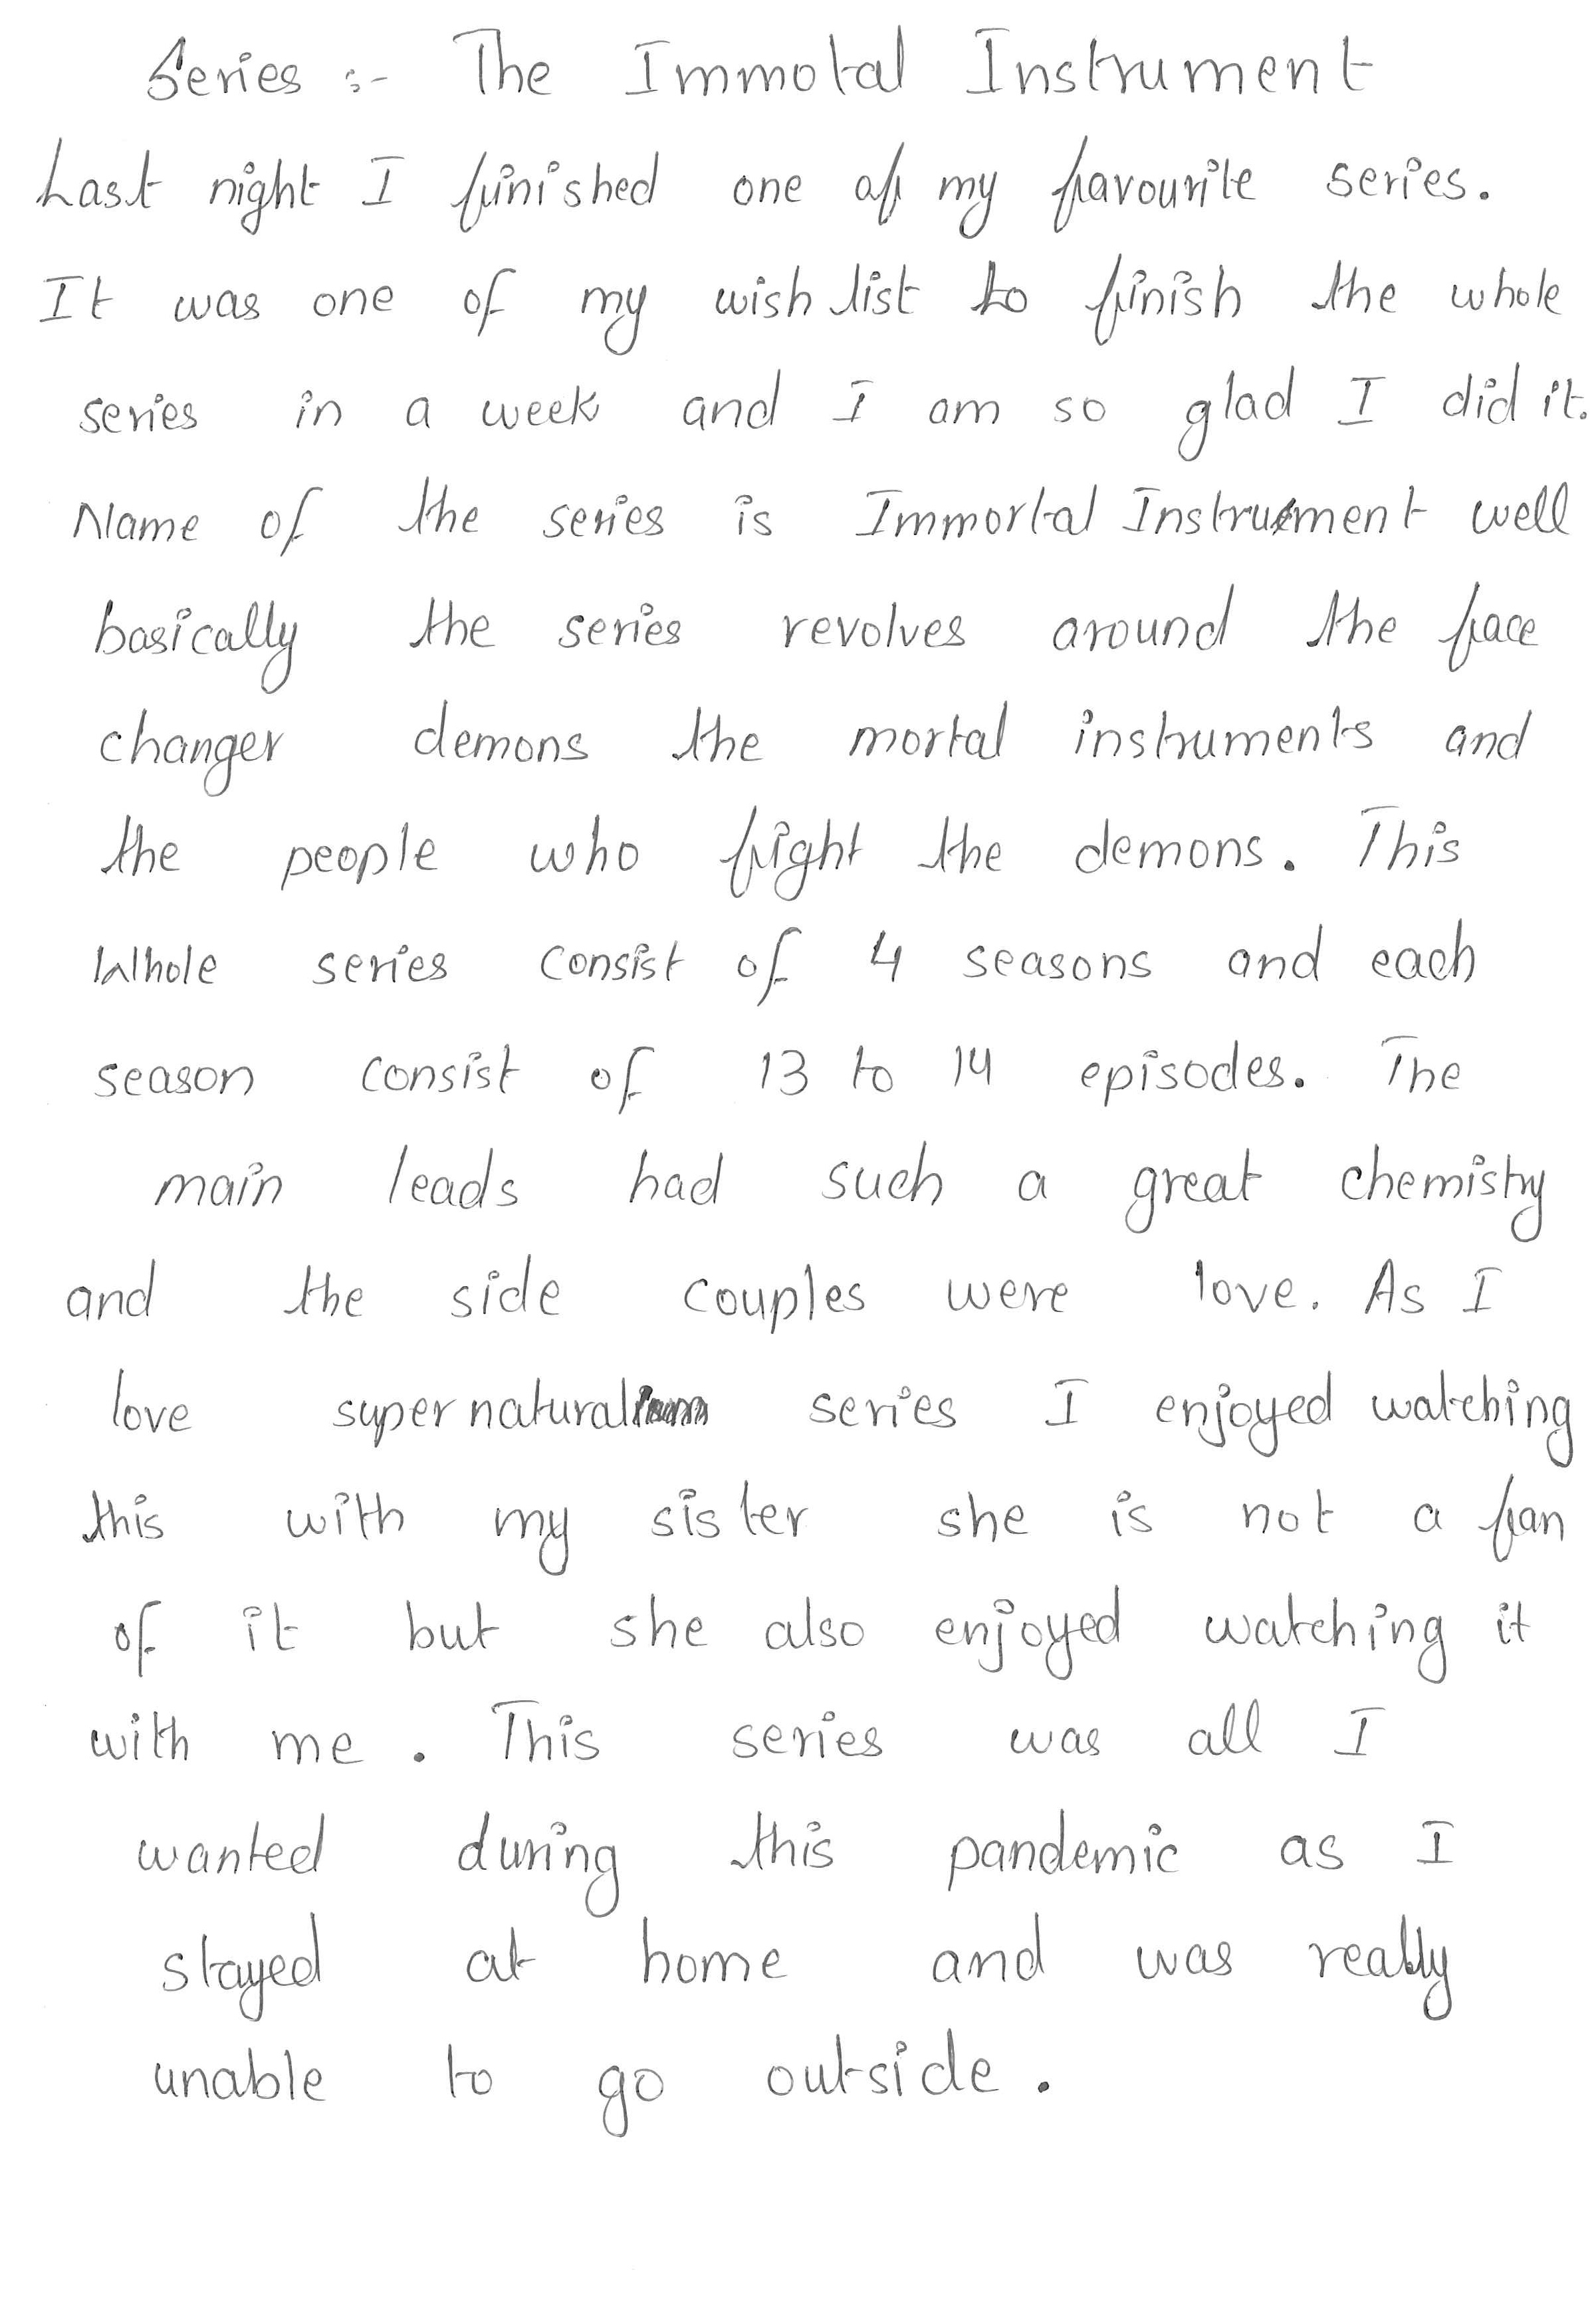 Series :- The Immotal Instrument
Last night I finished one of my favourite series.
It was one of my wish list to finish the whole
series in a week and I am so glad I did it.
Name of the series is Immortal Instrument well
basically the series revolves around the face
changer demons the mortal instruments and
the people who fight the demons. This
Whole series consist of 4 seasons and each
season consist of 13 to 14 episodes. The
main leads had such a great chemistry
and the side couples were love. As I
love supernatural series I enjoyed watching
this with my sister she is not a fan
of it but she also enjoyed watching it
with me. This series was all I
wanted during this pandemic as I
stayed at home and was really
unable to go outside.